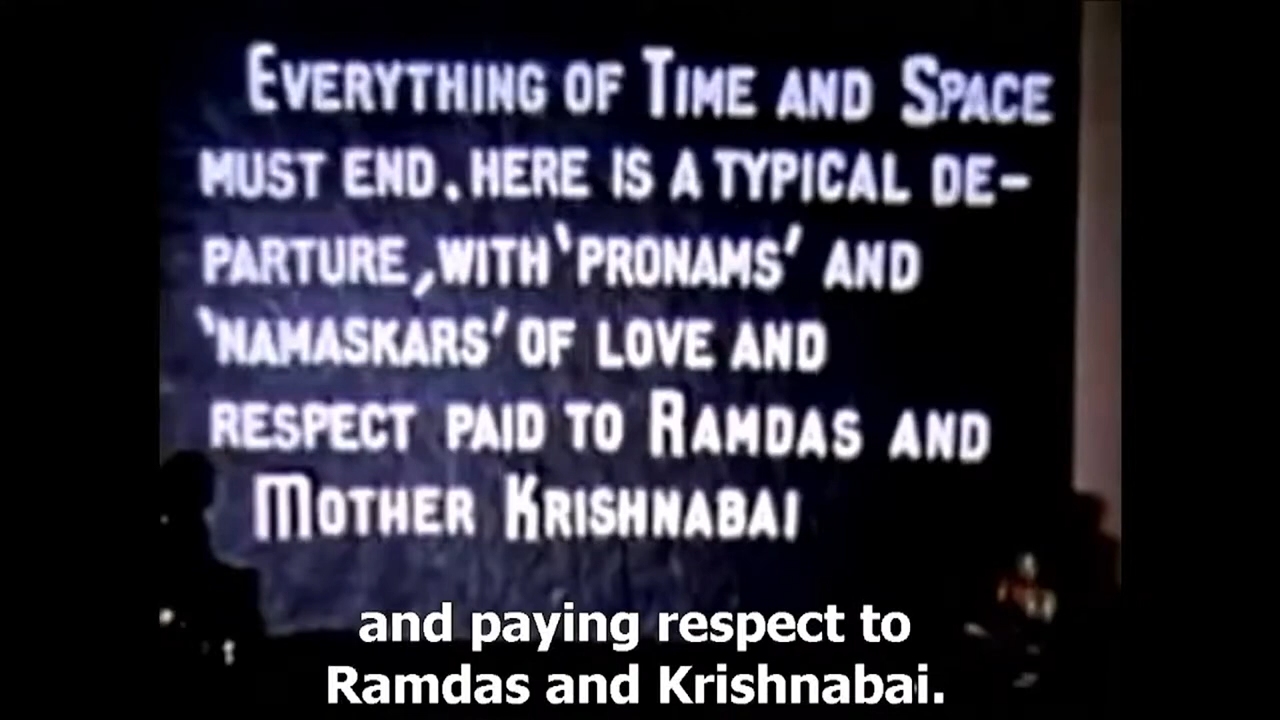 EVERYTHING OF TIME AND SPACE
MUST END. HERE IS A TYPICAL DE-
PARTURE, WITH 'PRONAMS' AND
'NAMASKARS' OF LOVE AND
RESPECT PAID TO RAMDAS AND
MOTHER KRISHNABAI
and paying respect to
Ramdas and Krishnabai.